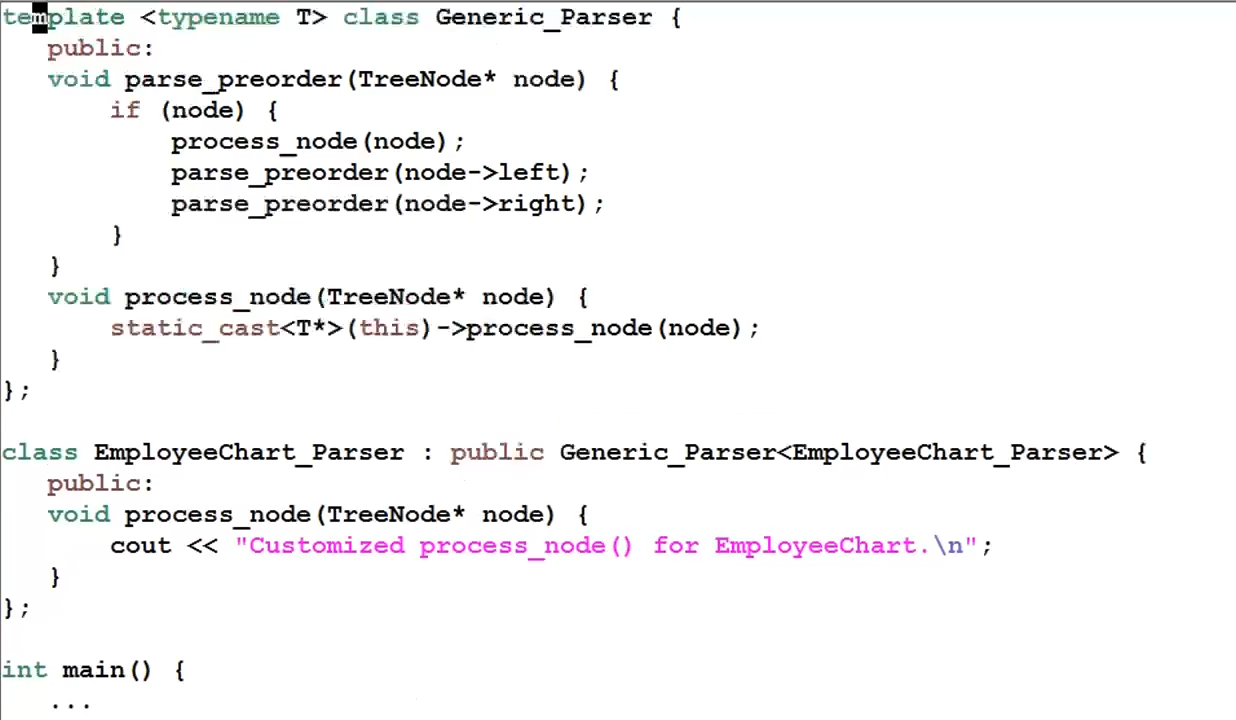 template <typename T> class Generic_Parser {
   public:
   void parse_preorder(TreeNode* node) {
       if (node) {
           process_node(node);
           parse_preorder(node->left);
           parse_preorder(node->right);
       }
   }
   void process_node(TreeNode* node) {
       static_cast<T*>(this)->process_node(node);
   }
};

class EmployeeChart_Parser : public Generic_Parser<EmployeeChart_Parser> {
   public:
   void process_node(TreeNode* node) {
       cout << "Customized process_node() for EmployeeChart.\n";
   }
};

int main() {
   ...